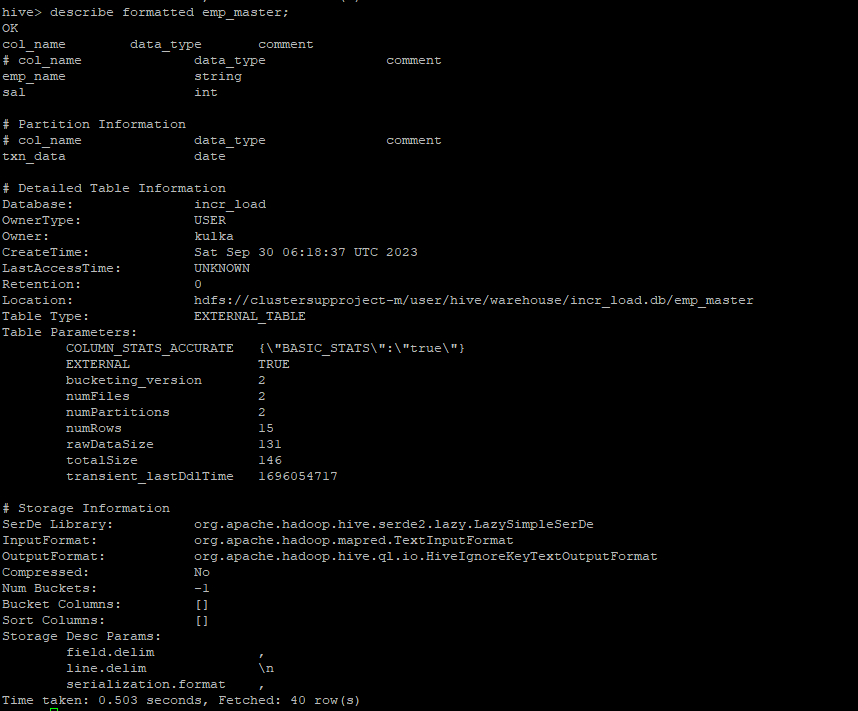 hive> describe formatted emp_master;
OK
col_name data_type comment
# col_name data_type comment
emp_name string
sal int
# Partition Information
# col_name data_type comment
txn_data date
# Detailed Table Information
Database: incr_load
OwnerType: USER
Owner: kulka
CreateTime: Sat Sep 30 06:18:37 UTC 2023
LastAccessTime: UNKNOWN
Retention: 0
Location: hdfs://clustersupproject-m/user/hive/warehouse/incr_load.db/emp_master
Table Type: EXTERNAL_TABLE
Table Parameters:
COLUMN_STATS_ACCURATE {\"BASIC_STATS\":\"true\"}
EXTERNAL TRUE
bucketing_version 2
numFiles 2
numPartitions 2
numRows 15
rawDataSize 131
totalSize 146
transient_lastDdlTime 1696054717
# Storage Information
SerDe Library: org.apache.hadoop.hive.serde2.lazy.LazySimpleSerDe
InputFormat: org.apache.hadoop.mapred.TextInputFormat
OutputFormat: org.apache.hadoop.hive.ql.io.HiveIgnoreKeyTextOutputFormat
Compressed: No
Num Buckets: -1
Bucket Columns: []
Sort Columns: []
Storage Desc Params:
field.delim ,
line.delim \n
serialization.format ,
Time taken: 0.503 seconds, Fetched: 40 row(s)